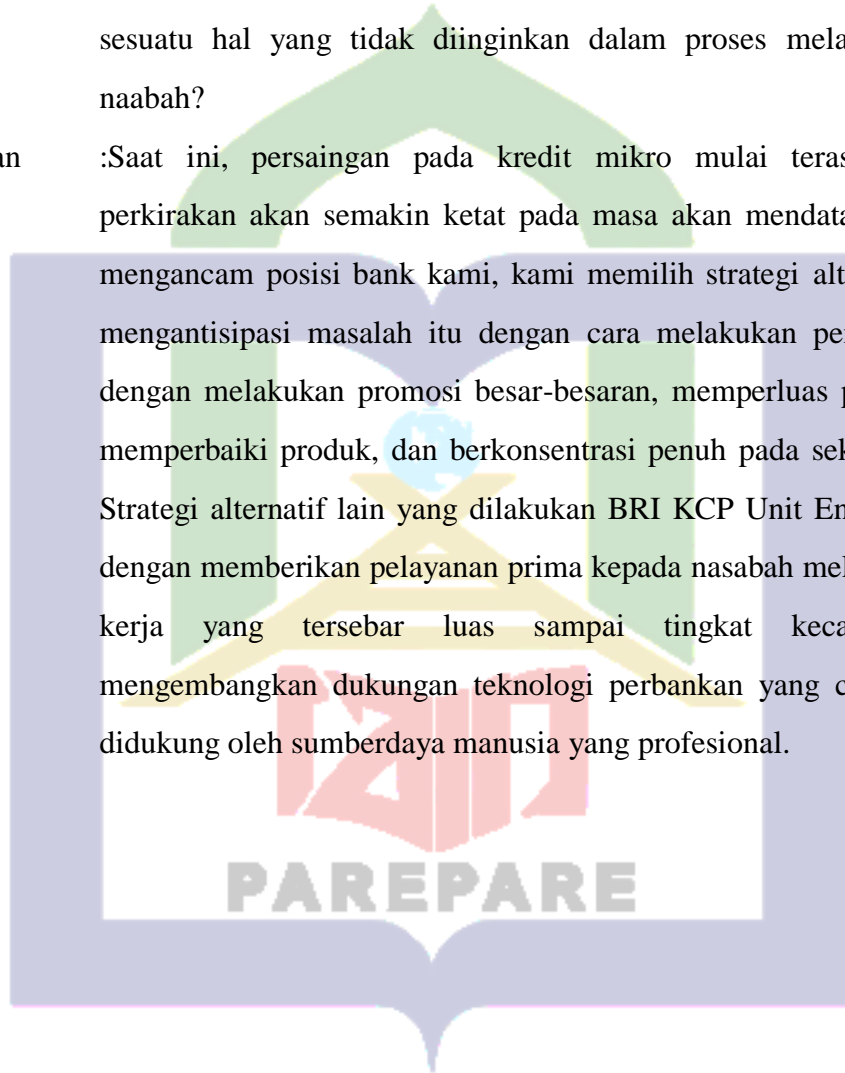 sesuatu hal yang tidak diinginkan dalam proses mela
naabah?
an :Saat ini, persaingan pada kredit mikro mulai teras
perkirakan akan semakin ketat pada masa akan mendata
mengancam posisi bank kami, kami memilih strategi alt
mengantisipasi masalah itu dengan cara melakukan pe
dengan melakukan promosi besar-besaran, memperluas p
memperbaiki produk, dan berkonsentrasi penuh pada sek
Strategi alternatif lain yang dilakukan BRI KCP Unit En
dengan memberikan pelayanan prima kepada nasabah mel
kerja yang tersebar luas sampai tingkat keca
mengembangkan dukungan teknologi perbankan yang c
didukung oleh sumberdaya manusia yang profesional.
PAREPARE